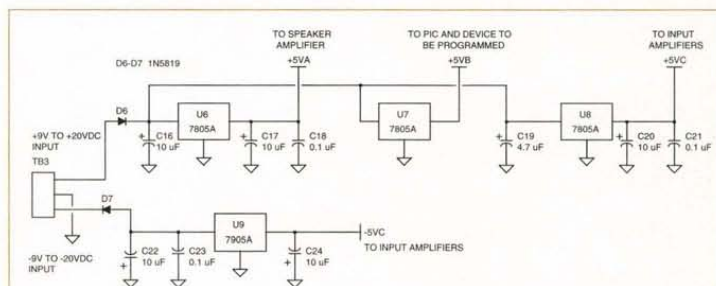 TO SPEAKER
AMPLIFIER
+5VA
TO PIC AND DEVICE TO
BE PROGRAMMED
+5VB
TO INPUT
AMPLIFIERS
+5VC
D6-D7 1N5819
D6
U6
7805A
U7
7805A
U8
7805A
+9V TO +20VDC
INPUT
TB3
+
C16
10 uF
+
C17
10 uF
C18
0.1 uF
+
C19
4.7 uF
+
C20
10 uF
C21
0.1 uF
D7
U9
7905A
-5VC
TO INPUT AMPLIFIERS
-9V TO -20VDC
INPUT
C22
10 uF
+
C23
0.1 uF
C24
10 uF
+